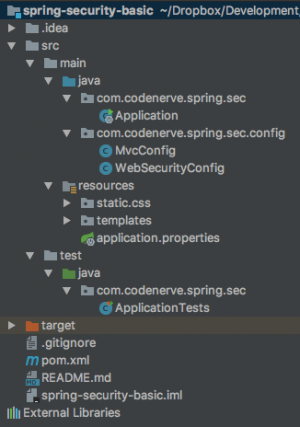 spring-security-basic ~/Dropbox/Development
.idea
src
main
java
com.codenerve.spring.sec
Application
com.codenerve.spring.sec.config
MvcConfig
WebSecurityConfig
resources
static.css
templates
application.properties
test
java
com.codenerve.spring.sec
ApplicationTests
target
.gitignore
pom.xml
README.md
spring-security-basic.iml
External Libraries